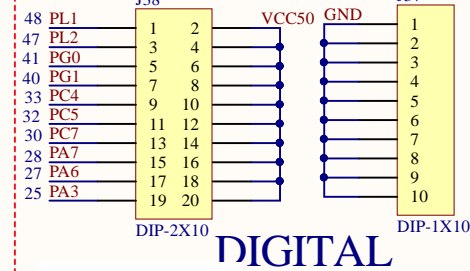 J38
48 PL1 1 2 VCC50 GND 1
47 PL2 3 4 2
41 PG0 5 6 3
40 PG1 7 8 4
33 PC4 9 10 5
32 PC5 11 12 6
30 PC7 13 14 7
28 PA7 15 16 8
27 PA6 17 18 9
25 PA3 19 20 10
DIP-2X10 DIP-1X10
DIGITAL